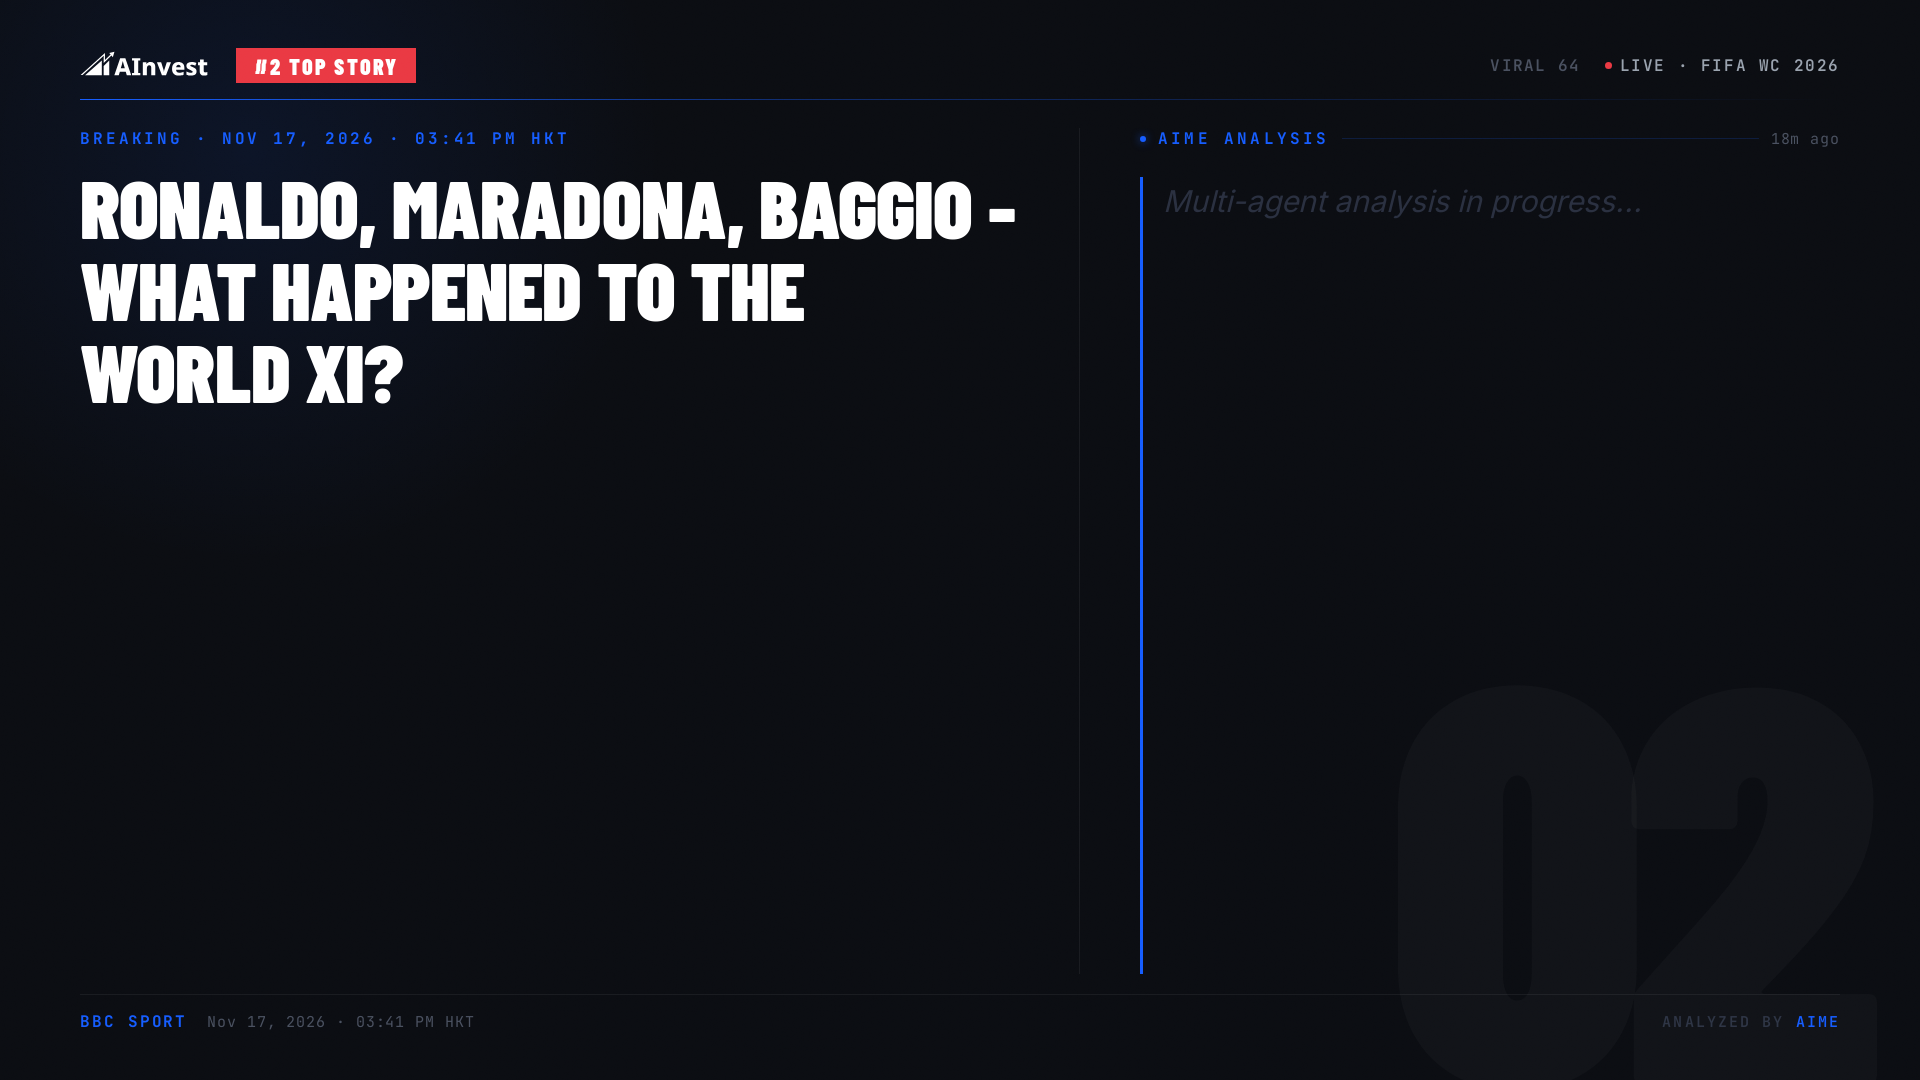 AInvest
#2 TOP STORY
VIRAL 64
LIVE · FIFA WC 2026
BREAKING · NOV 17, 2026 · 03:41 PM HKT
RONALDO, MARADONA, BAGGIO –
WHAT HAPPENED TO THE
WORLD XI?
AIME ANALYSIS
18m ago
Multi-agent analysis in progress...
02
BBC SPORT Nov 17, 2026 · 03:41 PM HKT
ANALYZED BY AIME